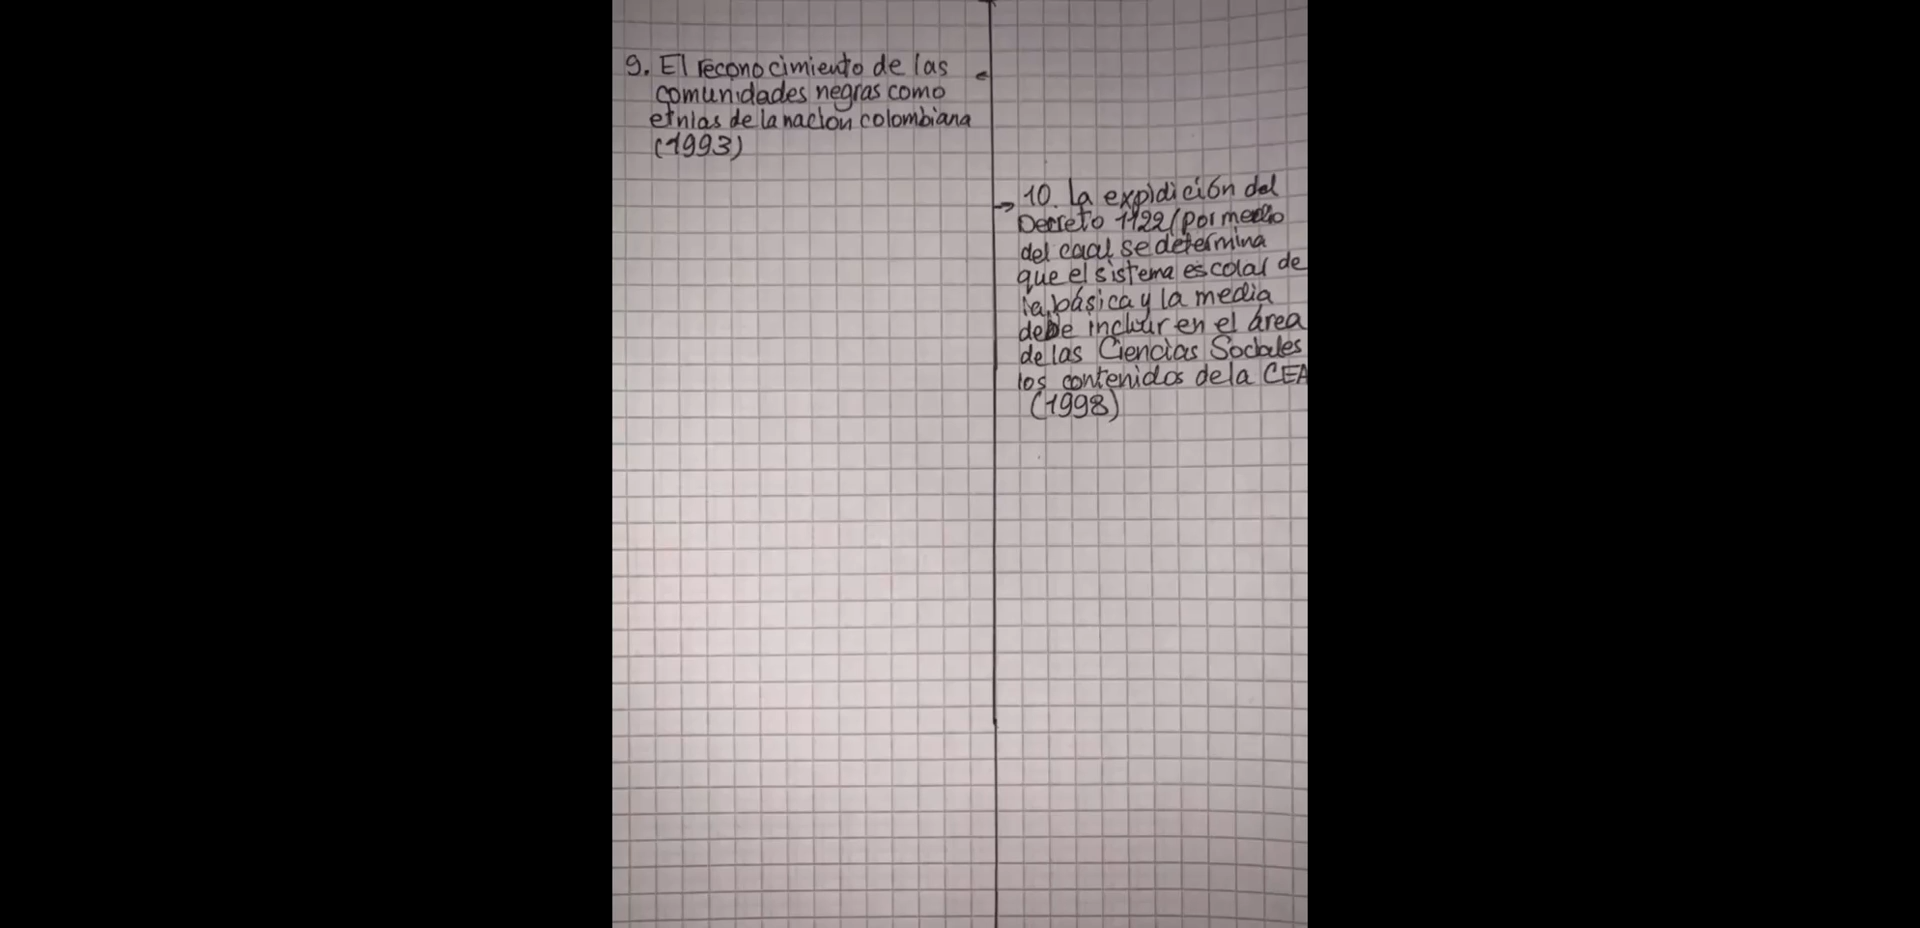 9. El reconocimiento de las
comunidades negras como
etnias de la nación colombiana
(1993)
10. La expidición del
Decreto 1122 (por medio
del cual se determina
que el sistema escolar de
la básica y la media
debe incluir en el área
de las Ciencias Sociales
los contenidos de la CEA
(1998)